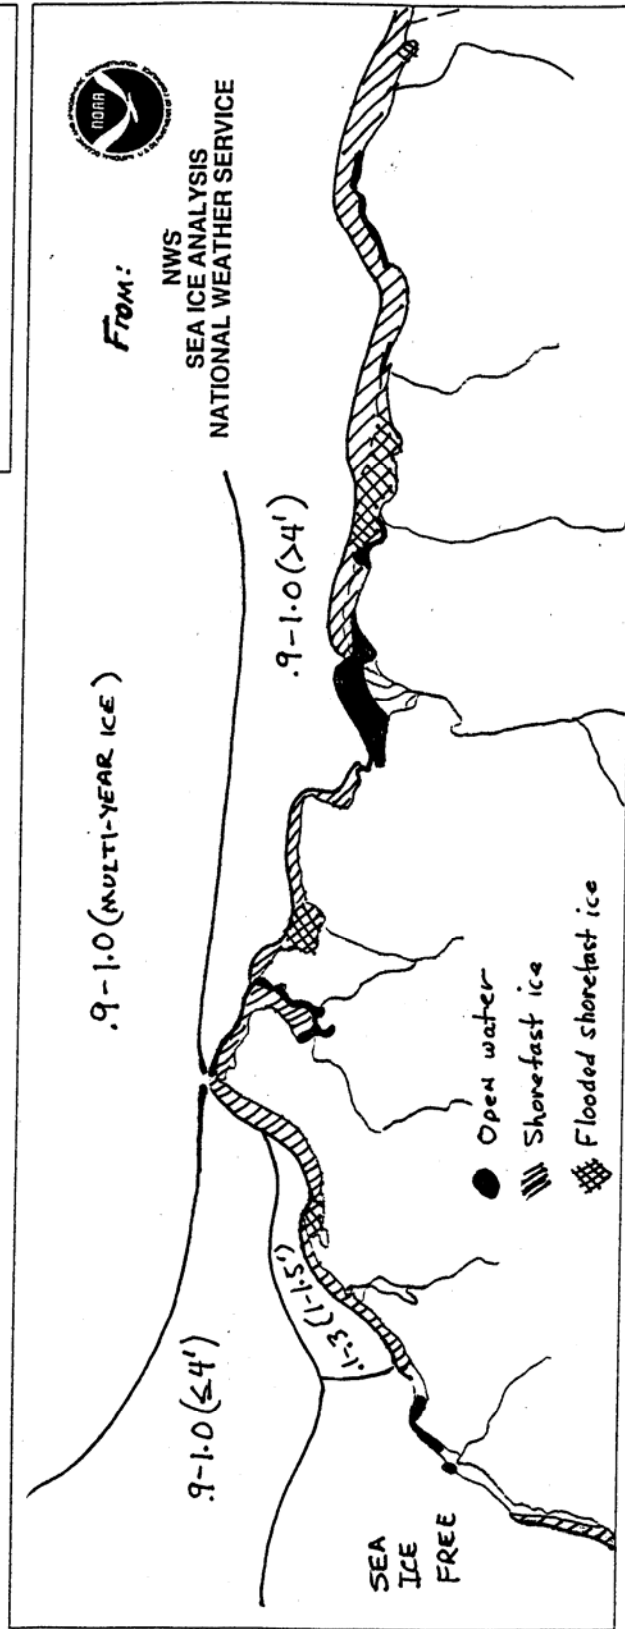 NOAA
From:
NWS
SEA ICE ANALYSIS
NATIONAL WEATHER SERVICE
.9-1.0 (MULTI-YEAR ICE)
.9-1.0 (>4')
.9-1.0 (≤4')
.1-.3 (1-1.5')
SEA
ICE
FREE
Open water
Shorefast ice
Flooded shorefast ice